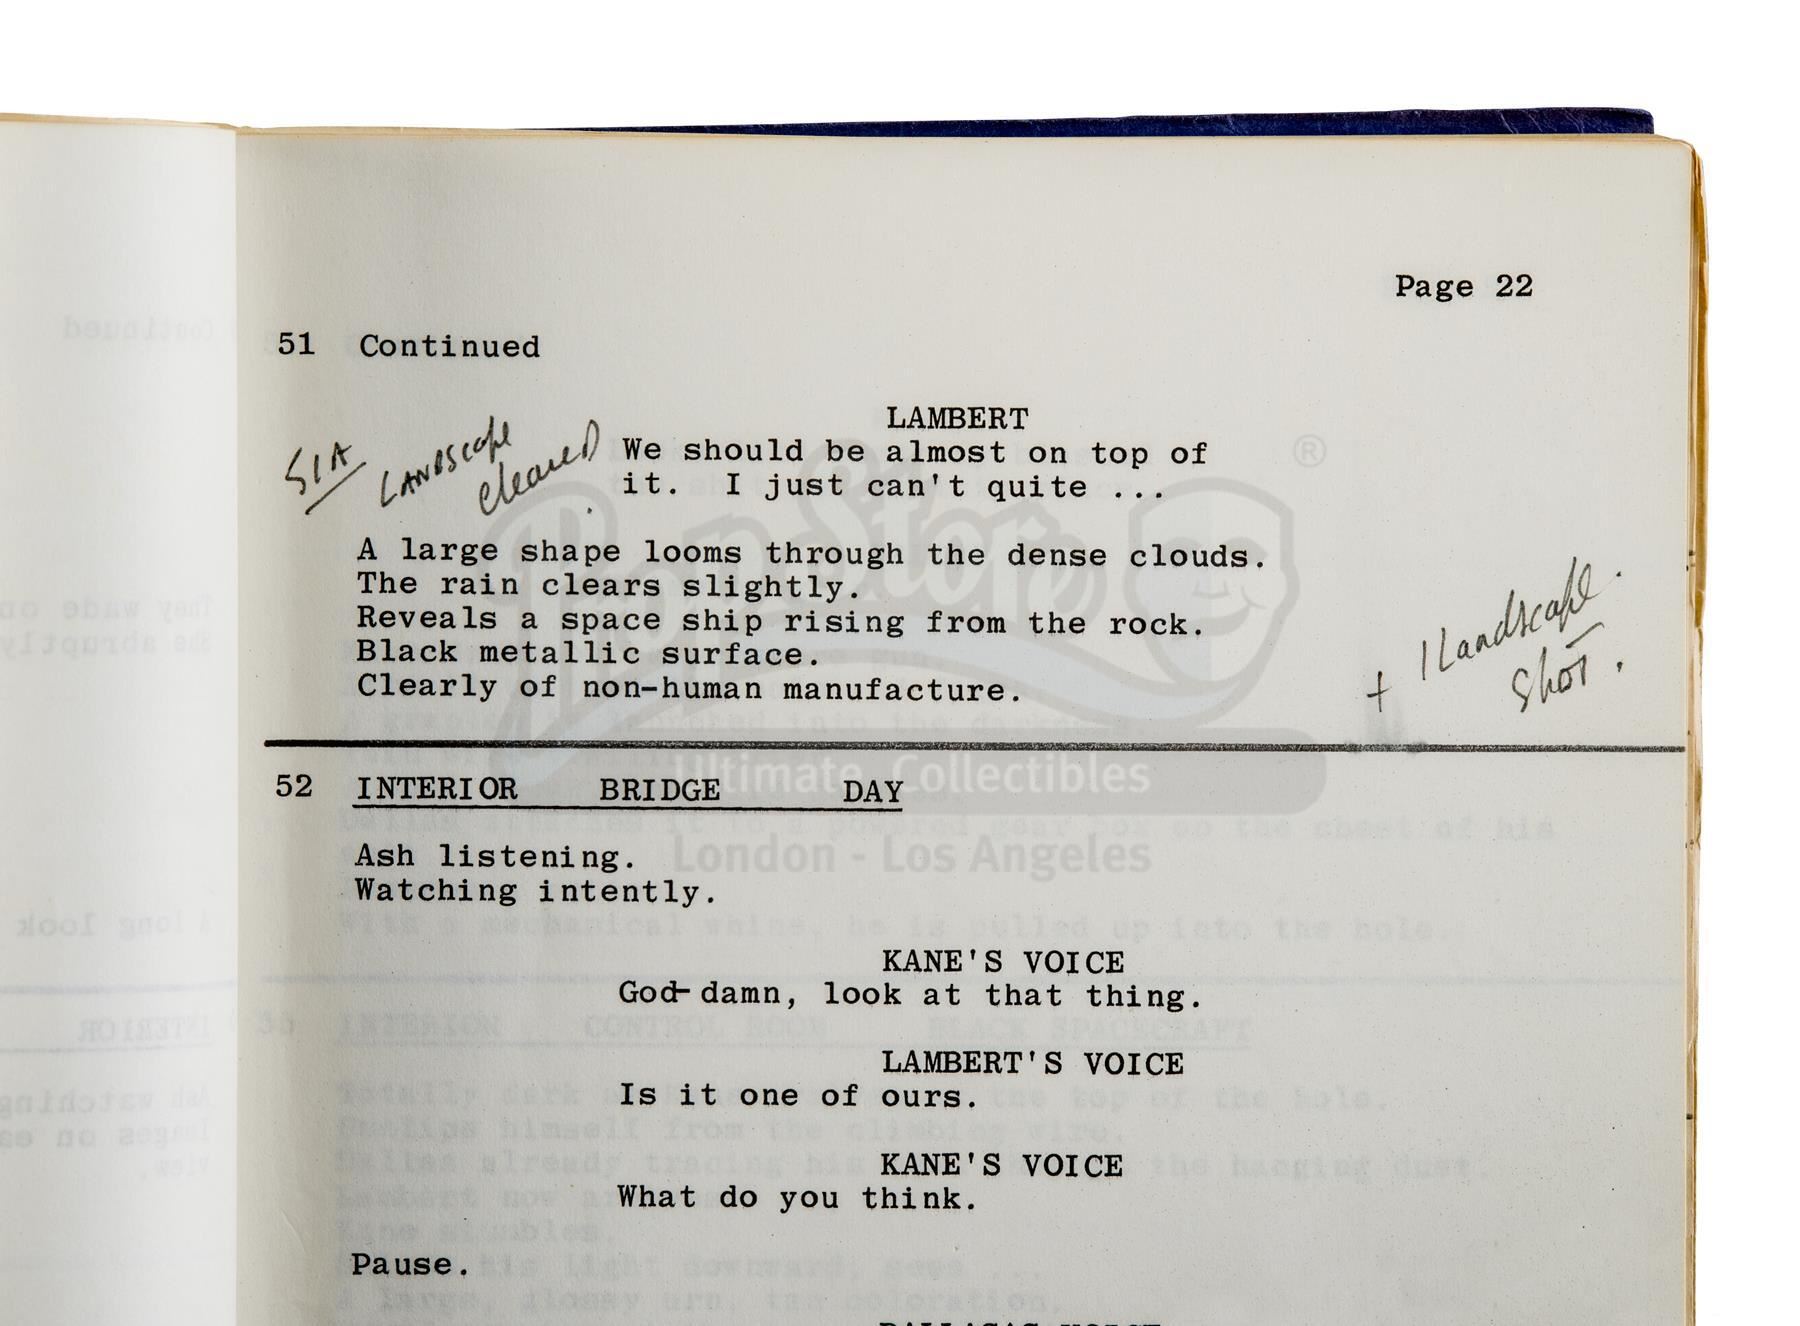 Page 22
51 Continued
LAMBERT
51A LANDSCAPE cleared
We should be almost on top of
it. I just can't quite ...
A large shape looms through the dense clouds.
The rain clears slightly.
Reveals a space ship rising from the rock.
Black metallic surface.
Clearly of non-human manufacture.
+ 1 Landscape
Shot.
52 INTERIOR BRIDGE DAY
Ash listening.
Watching intently.
KANE'S VOICE
God-damn, look at that thing.
LAMBERT'S VOICE
Is it one of ours.
KANE'S VOICE
What do you think.
Pause.
Prop Store ®
Ultimate Collectibles
London - Los Angeles